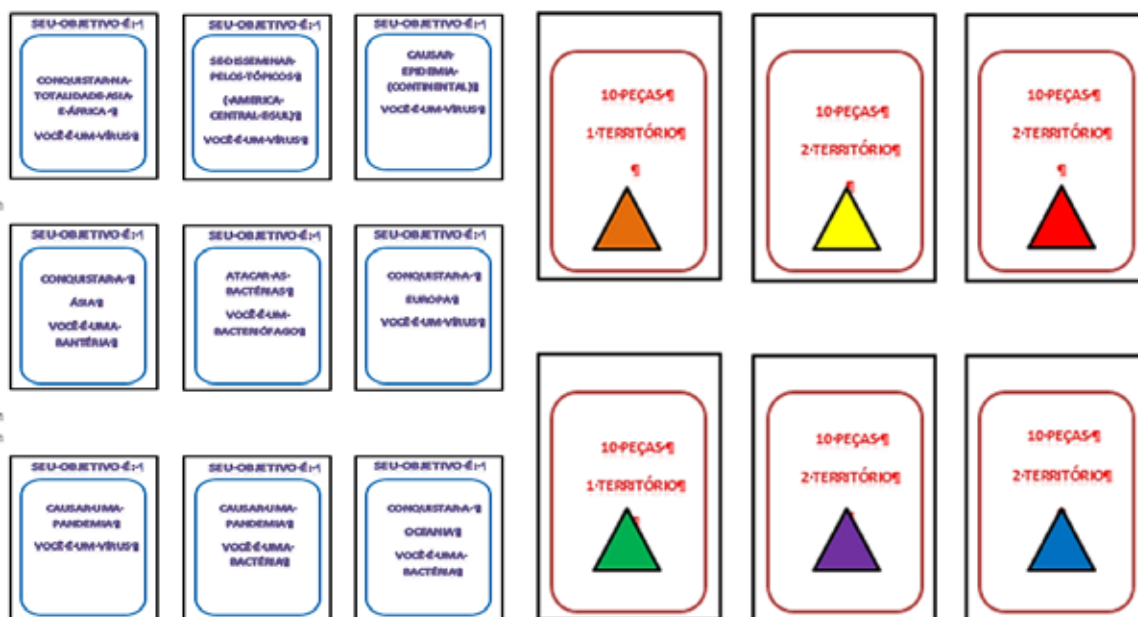 SEU OBJETIVO É:
CONQUISTAR NA
TOTALIDADE ASIA
E ÁFRICA
VOCÊ É UM VÍRUS
SEU OBJETIVO É:
SE DISSEMINAR
PELOS TÓPICOS
( AMERICA
CENTRAL E SUL)
VOCÊ É UM VÍRUS
SEU OBJETIVO É:
CAUSAR
EPIDEMIA
(CONTINENTAL)
VOCÊ É UM VÍRUS
SEU OBJETIVO É:
CONQUISTAR A
ÁSIA
VOCÊ É UMA
BANTÉRIA
SEU OBJETIVO É:
ATACAR AS
BACTÉRIAS
VOCÊ É UM
BACTERIÓFAGO
SEU OBJETIVO É:
CONQUISTAR A
EUROPA
VOCÊ É UM VÍRUS
SEU OBJETIVO É:
CAUSAR UMA
PANDEMIA
VOCÊ É UM VÍRUS
SEU OBJETIVO É:
CAUSAR UMA
PANDEMIA
VOCÊ É UMA
BACTÉRIA
SEU OBJETIVO É:
CONQUISTAR A
OCEANIA
VOCÊ É UMA
BACTÉRIA
10 PEÇAS
1 TERRITÓRIO
10 PEÇAS
2 TERRITÓRIO
10 PEÇAS
2 TERRITÓRIO
10 PEÇAS
1 TERRITÓRIO
10 PEÇAS
2 TERRITÓRIO
10 PEÇAS
2 TERRITÓRIO